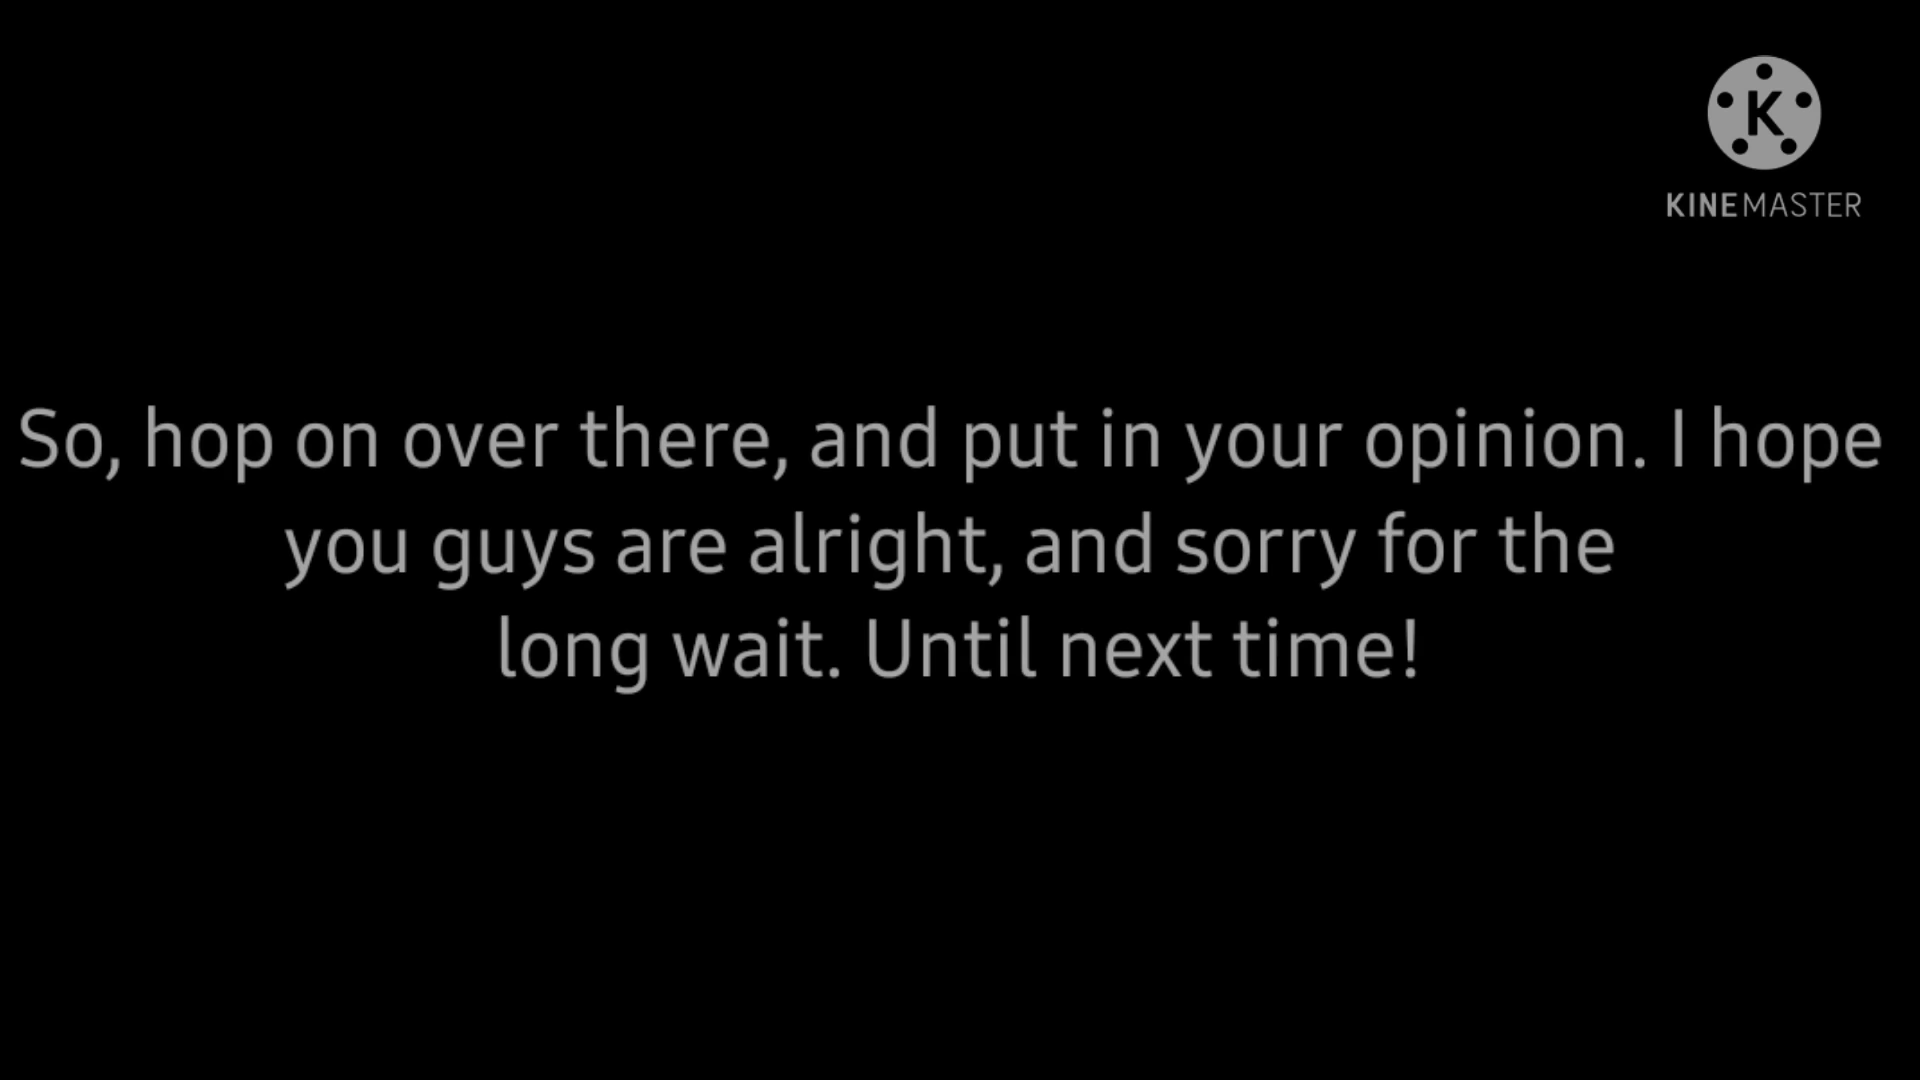 K
KINEMASTER
So, hop on over there, and put in your opinion. I hope
you guys are alright, and sorry for the
long wait. Until next time!